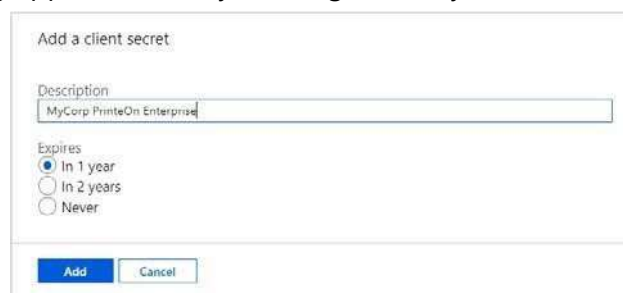 Add a client secret
Description
MyCorp PrinteOn Enterprise
Expires
In 1 year
In 2 years
Never
Add Cancel